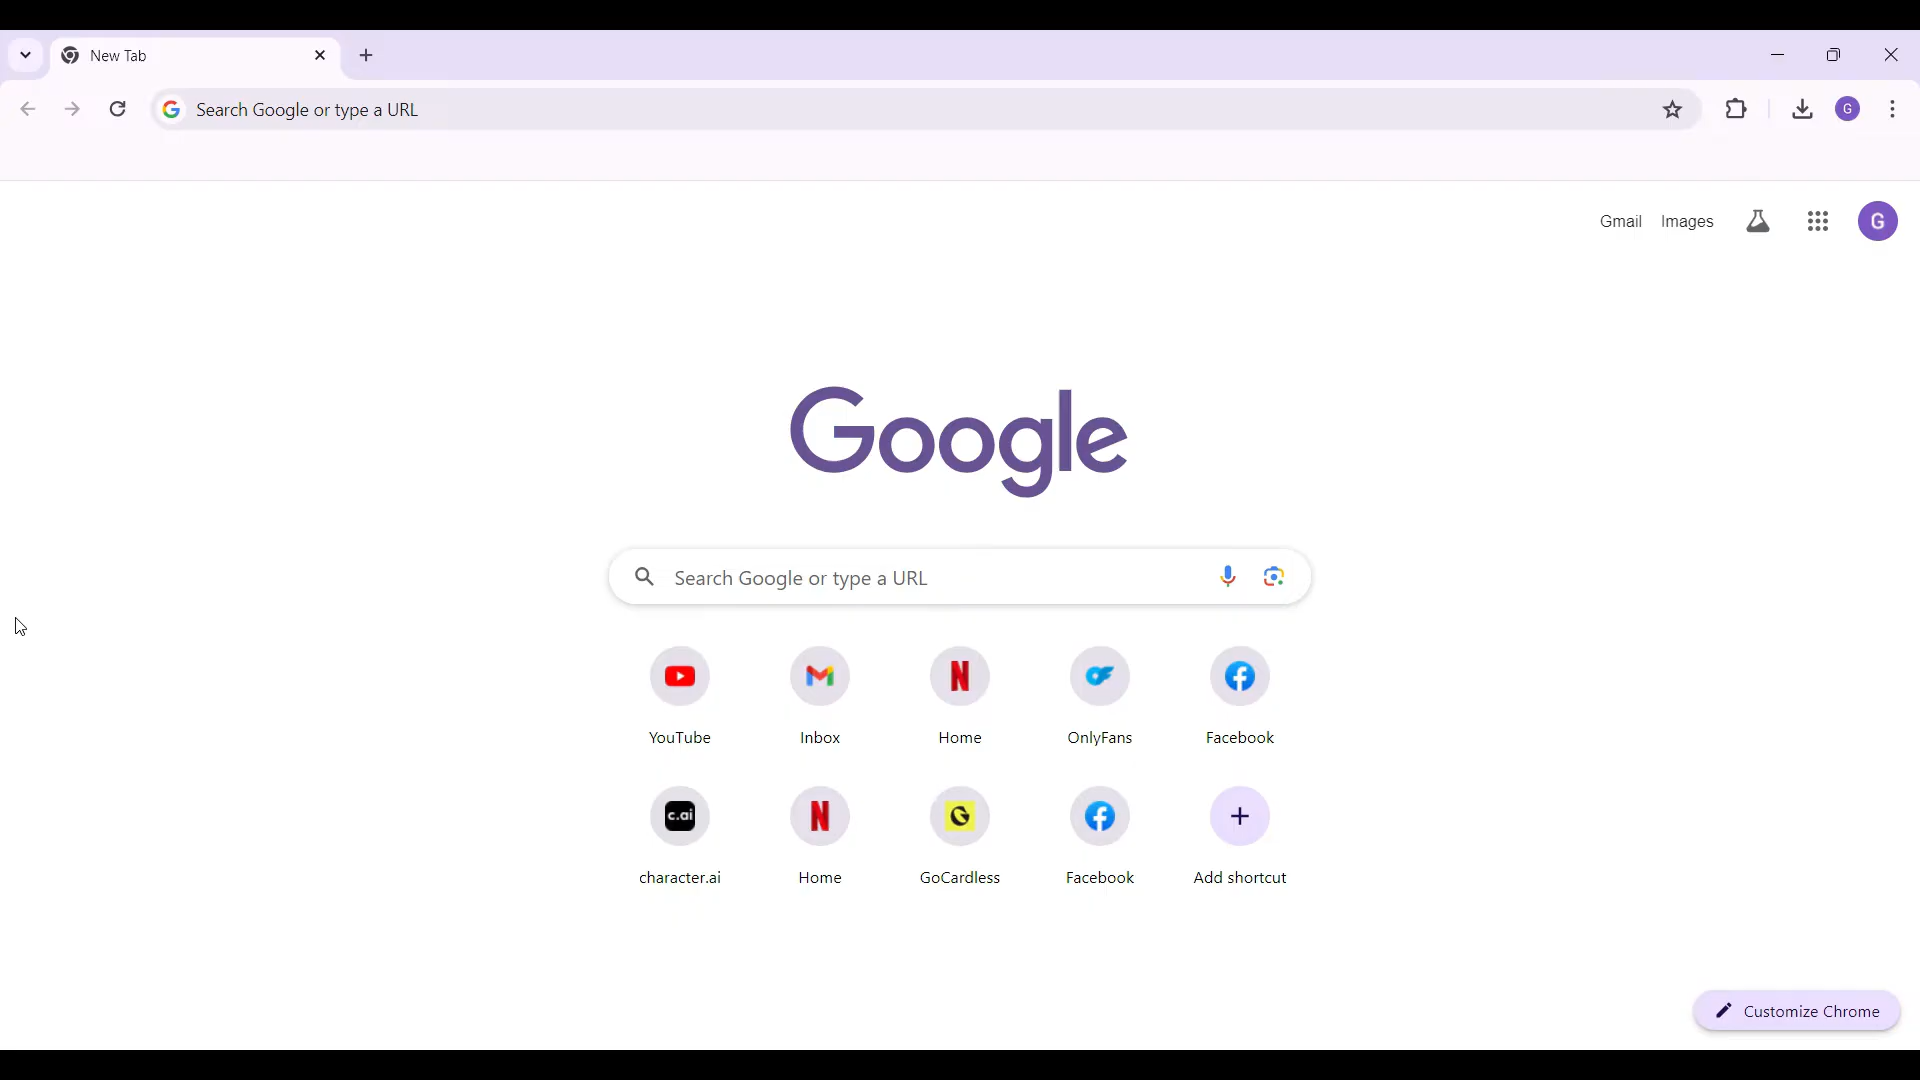 New Tab
Search Google or type a URL
G
Gmail Images
G
Google
Search Google or type a URL
YouTube Inbox Home OnlyFans Facebook
c.ai
character.ai Home GoCardless Facebook Add shortcut
Customize Chrome